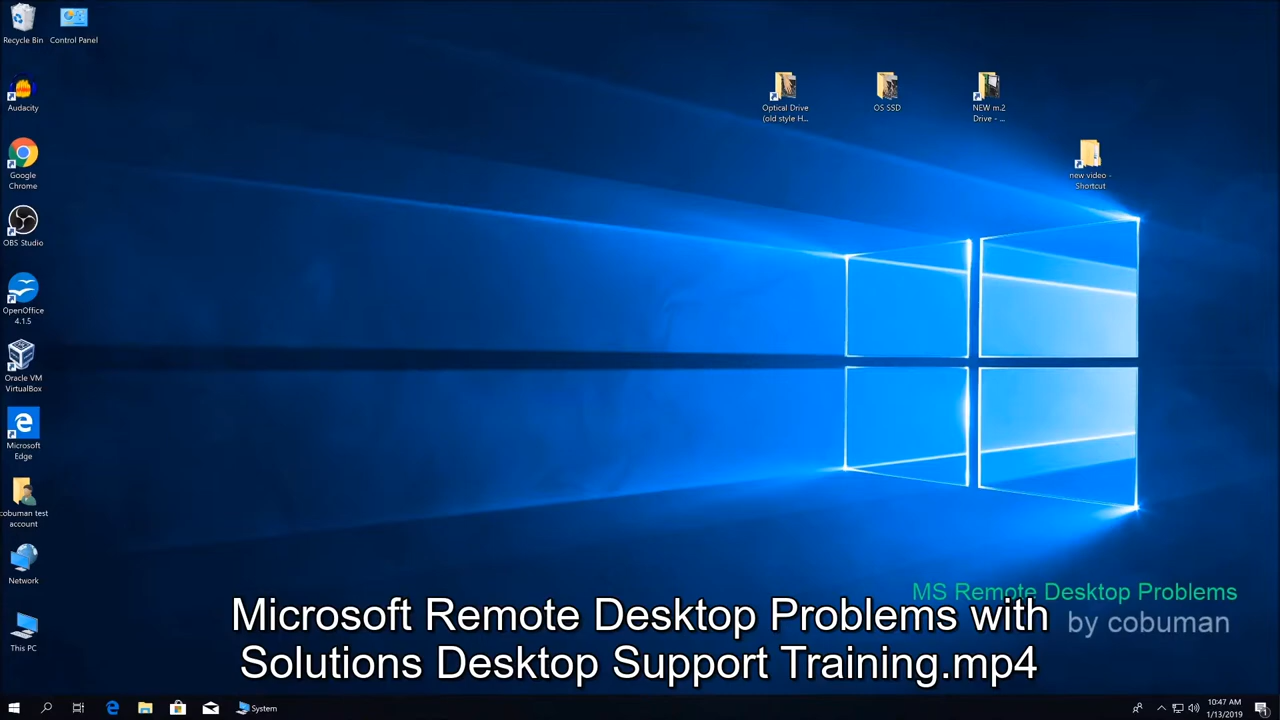 Recycle Bin
Control Panel
Audacity
Google
Chrome
OBS Studio
OpenOffice
4.1.5
Oracle VM
VirtualBox
Microsoft
Edge
cobuman test
account
Network
This PC
Optical Drive
(old style H...
OS SSD
NEW m.2
Drive - ...
new video -
Shortcut
MS Remote Desktop Problems
by cobuman
Microsoft Remote Desktop Problems with
Solutions Desktop Support Training.mp4
System
10:47 AM
1/13/2019
1